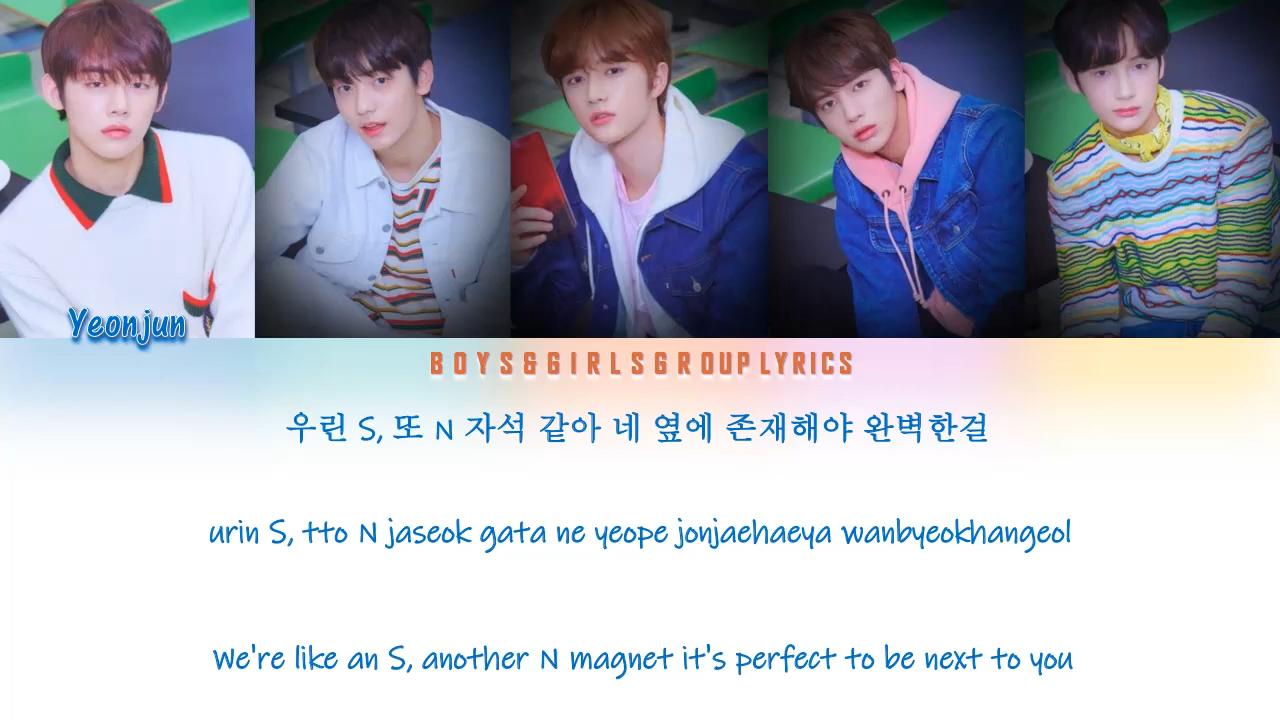 Yeonjun
BOYS&GIRLSGROUPLYRICS
우린 S, 또 N 자석 같아 네 옆에 존재해야 완벽한걸
urin S, tto N jaseok gata ne yeope jonjaehaeya wanbyeokhangeol
We're like an S, another N magnet it's perfect to be next to you